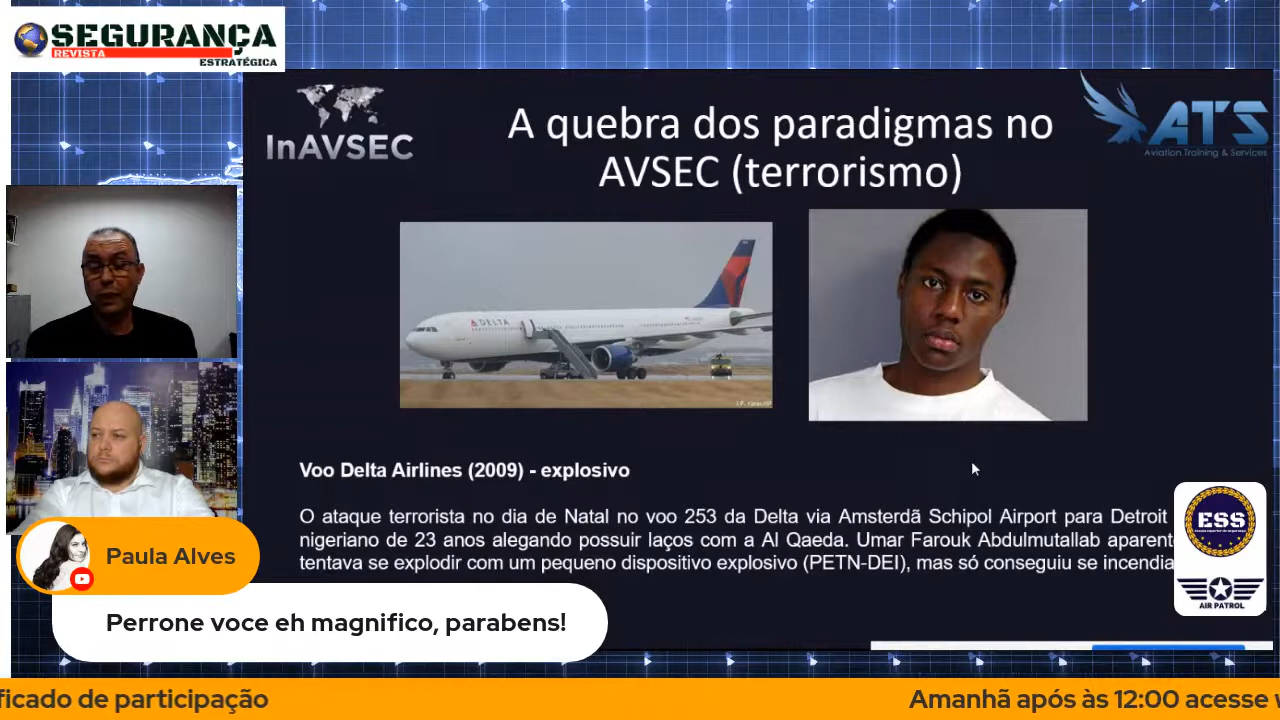 SEGURANÇA
REVISTA
ESTRATÉGICA
InAVSEC
A quebra dos paradigmas no
AVSEC (terrorismo)
ATS
Aviation Training & Services
DELTA
Voo Delta Airlines (2009) - explosivo
O ataque terrorista no dia de Natal no voo 253 da Delta via Amsterdã Schipol Airport para Detroit
nigeriano de 23 anos alegando possuir laços com a Al Qaeda. Umar Farouk Abdulmutallab aparent
tentava se explodir com um pequeno dispositivo explosivo (PETN-DEI), mas só conseguiu se incendia
ESS
AIR PATROL
Paula Alves
Perrone voce eh magnifico, parabens!
ficado de participação
Amanhã após às 12:00 acesse